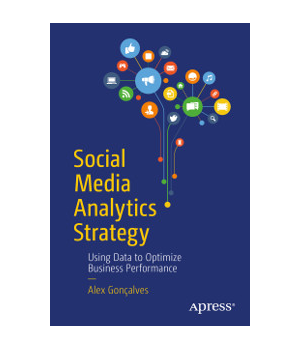 Social
Media
Analytics
Strategy
Using Data to Optimize
Business Performance
Alex Gonçalves
Apress®